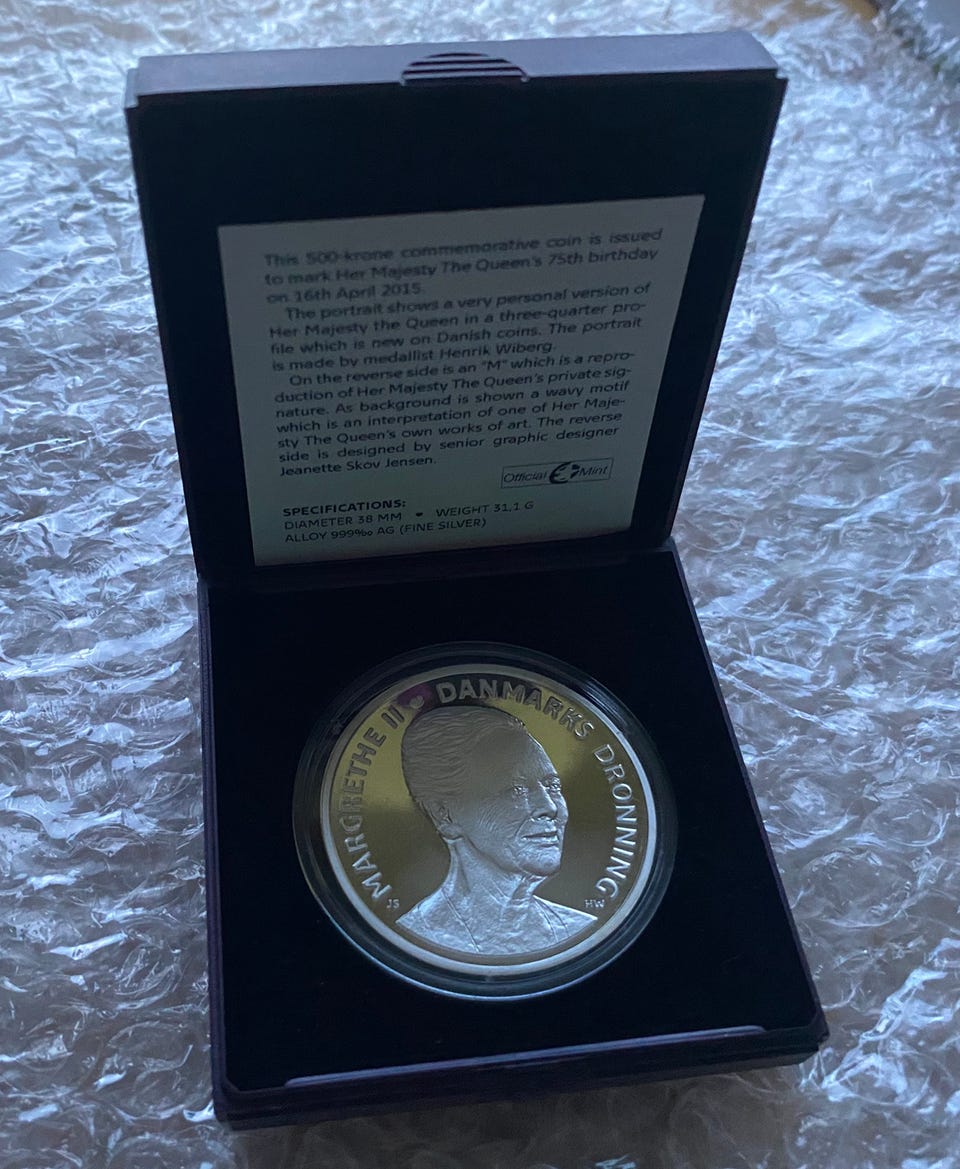 This 500-krone commemorative coin is issued
to mark Her Majesty The Queen's 75th birthday
on 16th April 2015.
The portrait shows a very personal version of
Her Majesty the Queen in a three-quarter pro-
file which is new on Danish coins. The portrait
is made by medallist Henrik Wiberg.
On the reverse side is an "M" which is a repro-
duction of Her Majesty The Queen's private sig-
nature. As background is shown a wavy motif
which is an interpretation of one of Her Maje-
sty The Queen's own works of art. The reverse
side is designed by senior graphic designer
Jeanette Skov Jensen.
Official Mint
SPECIFICATIONS:
DIAMETER 38 MM • WEIGHT 31,1 G
ALLOY 999‰ AG (FINE SILVER)
MARGRETHE II DANMARKS DRONNING
JS HW